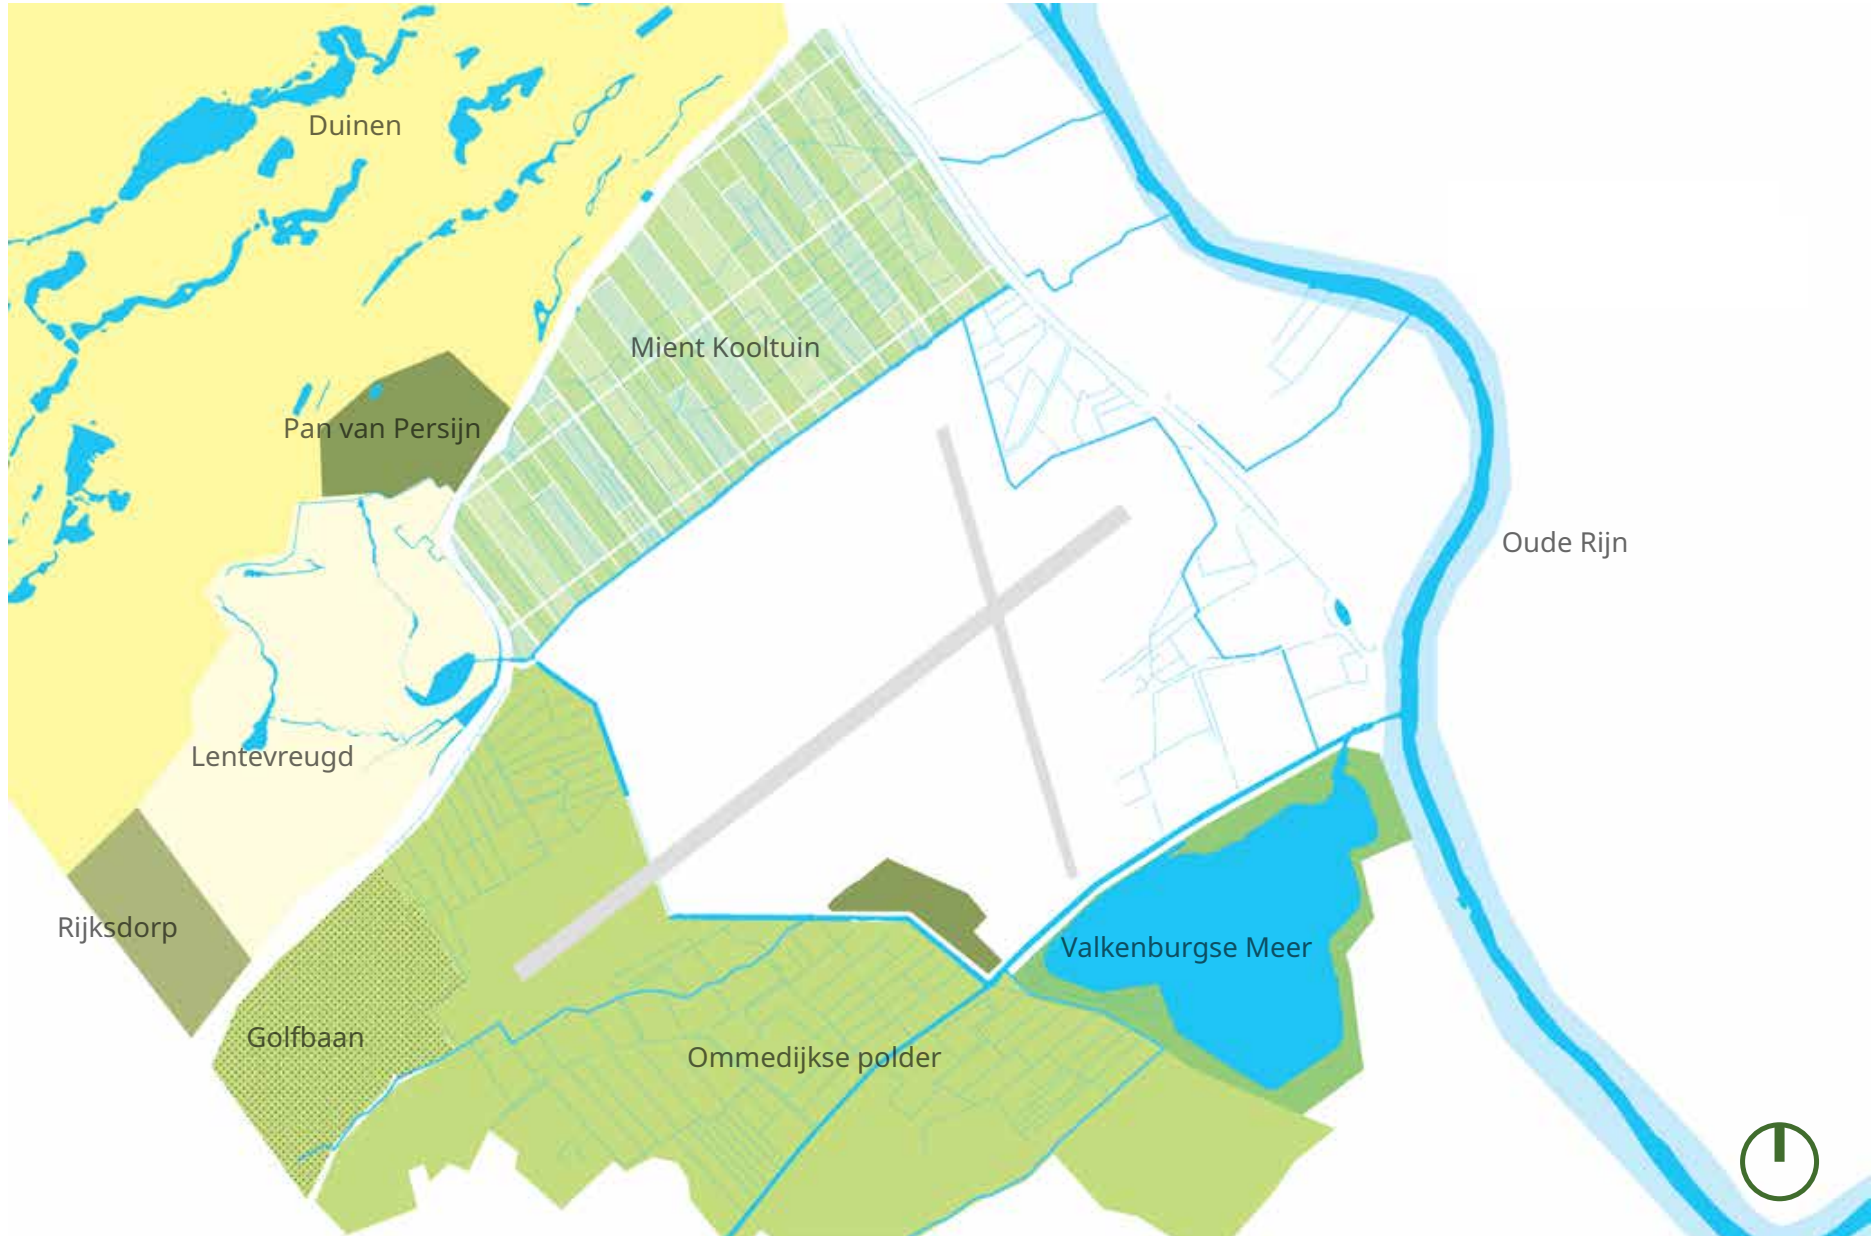 Duinen
Mient Kooltuin
Pan van Persijn
Oude Rijn
Lentevreugd
Rijksdorp
Valkenburgse Meer
Golfbaan
Ommedijkse polder